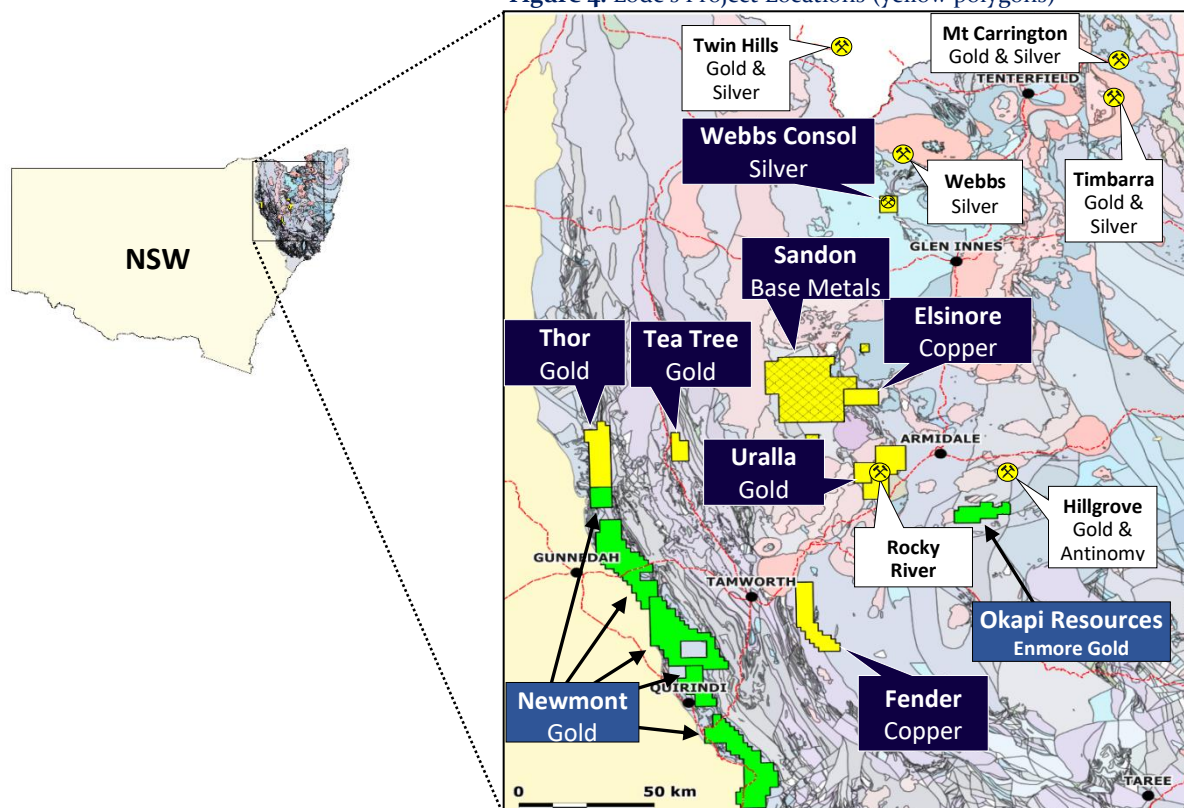 Figure 4. Lode's Project Locations (yellow polygons)
Twin Hills
Gold &
Silver
Mt Carrington
Gold & Silver
TENTERFIELD
Webbs Consol
Silver
Webbs
Silver
Timbarra
Gold &
Silver
GLEN INNES
NSW
Sandon
Base Metals
Elsinore
Copper
Thor
Gold
Tea Tree
Gold
ARMIDALE
Uralla
Gold
Hillgrove
Gold &
Antinomy
Rocky
River
GUNNEDAH
TAMWORTH
Okapi Resources
Enmore Gold
QUIRINDI
Newmont
Gold
Fender
Copper
TAREE
0 50 km